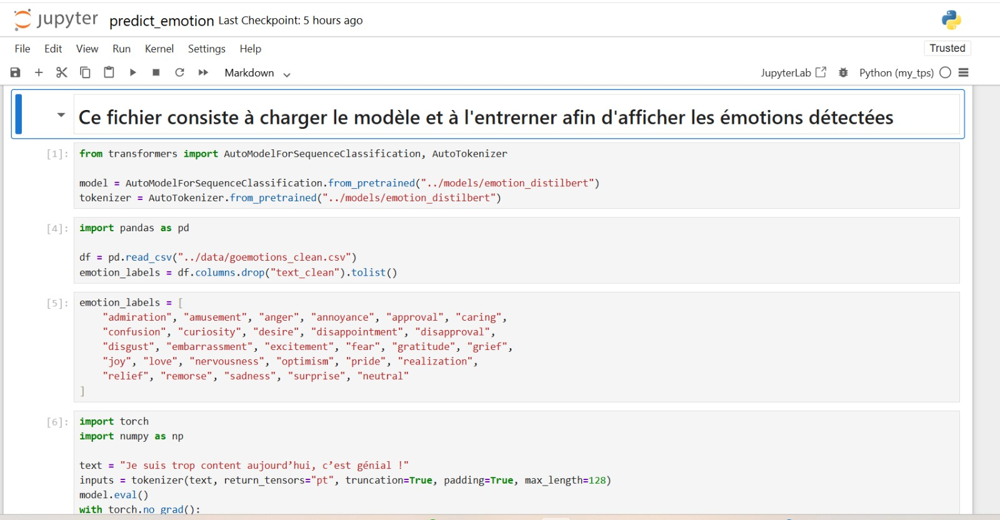 jupyter predict_emotion Last Checkpoint: 5 hours ago
File Edit View Run Kernel Settings Help Trusted
Markdown JupyterLab Python (my_tps)
Ce fichier consiste à charger le modèle et à l'entrerner afin d'afficher les émotions détectées
[1]: from transformers import AutoModelForSequenceClassification, AutoTokenizer
model = AutoModelForSequenceClassification.from_pretrained("../models/emotion_distilbert")
tokenizer = AutoTokenizer.from_pretrained("../models/emotion_distilbert")
[4]: import pandas as pd
df = pd.read_csv("../data/goemotions_clean.csv")
emotion_labels = df.columns.drop("text_clean").tolist()
[5]: emotion_labels = [
"admiration", "amusement", "anger", "annoyance", "approval", "caring",
"confusion", "curiosity", "desire", "disappointment", "disapproval",
"disgust", "embarrassment", "excitement", "fear", "gratitude", "grief",
"joy", "love", "nervousness", "optimism", "pride", "realization",
"relief", "remorse", "sadness", "surprise", "neutral"
]
[6]: import torch
import numpy as np
text = "Je suis trop content aujourd’hui, c’est génial !"
inputs = tokenizer(text, return_tensors="pt", truncation=True, padding=True, max_length=128)
model.eval()
with torch.no_grad():